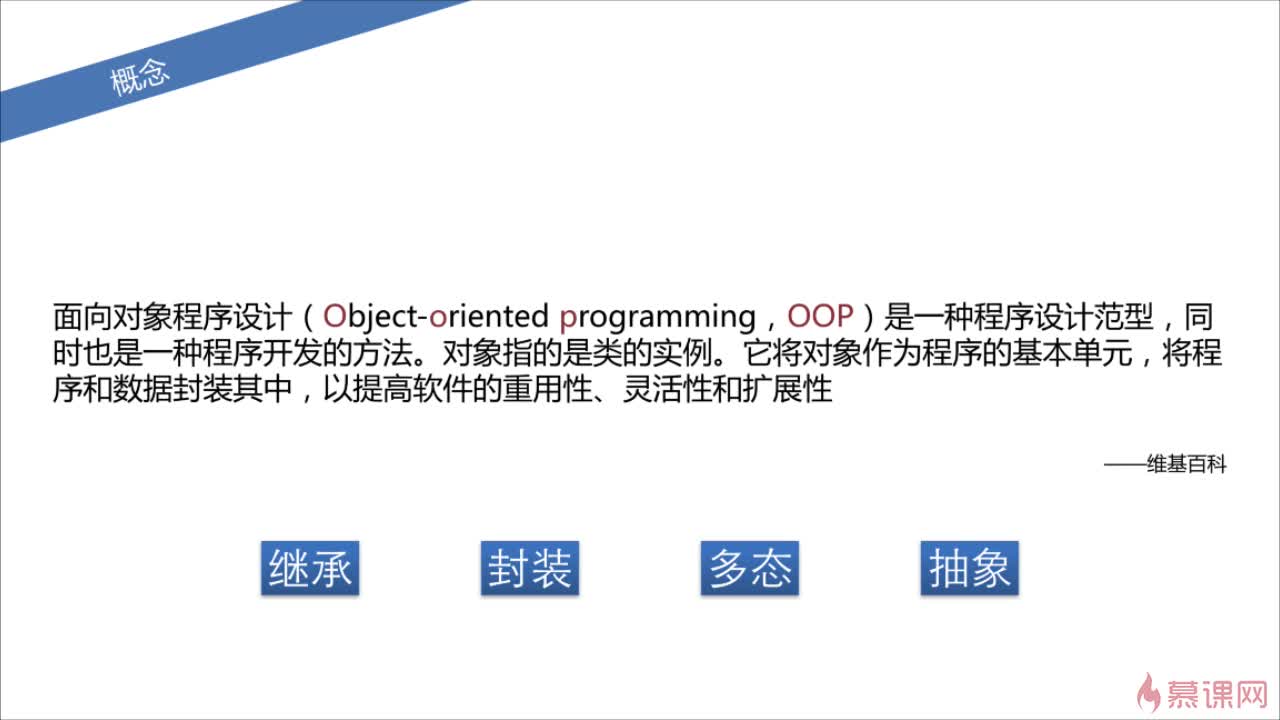 概念
面向对象程序设计（Object-oriented programming，OOP）是一种程序设计范型，同
时也是一种程序开发的方法。对象指的是类的实例。它将对象作为程序的基本单元，将程
序和数据封装其中，以提高软件的重用性、灵活性和扩展性
——维基百科
继承 封装 多态 抽象
慕课网